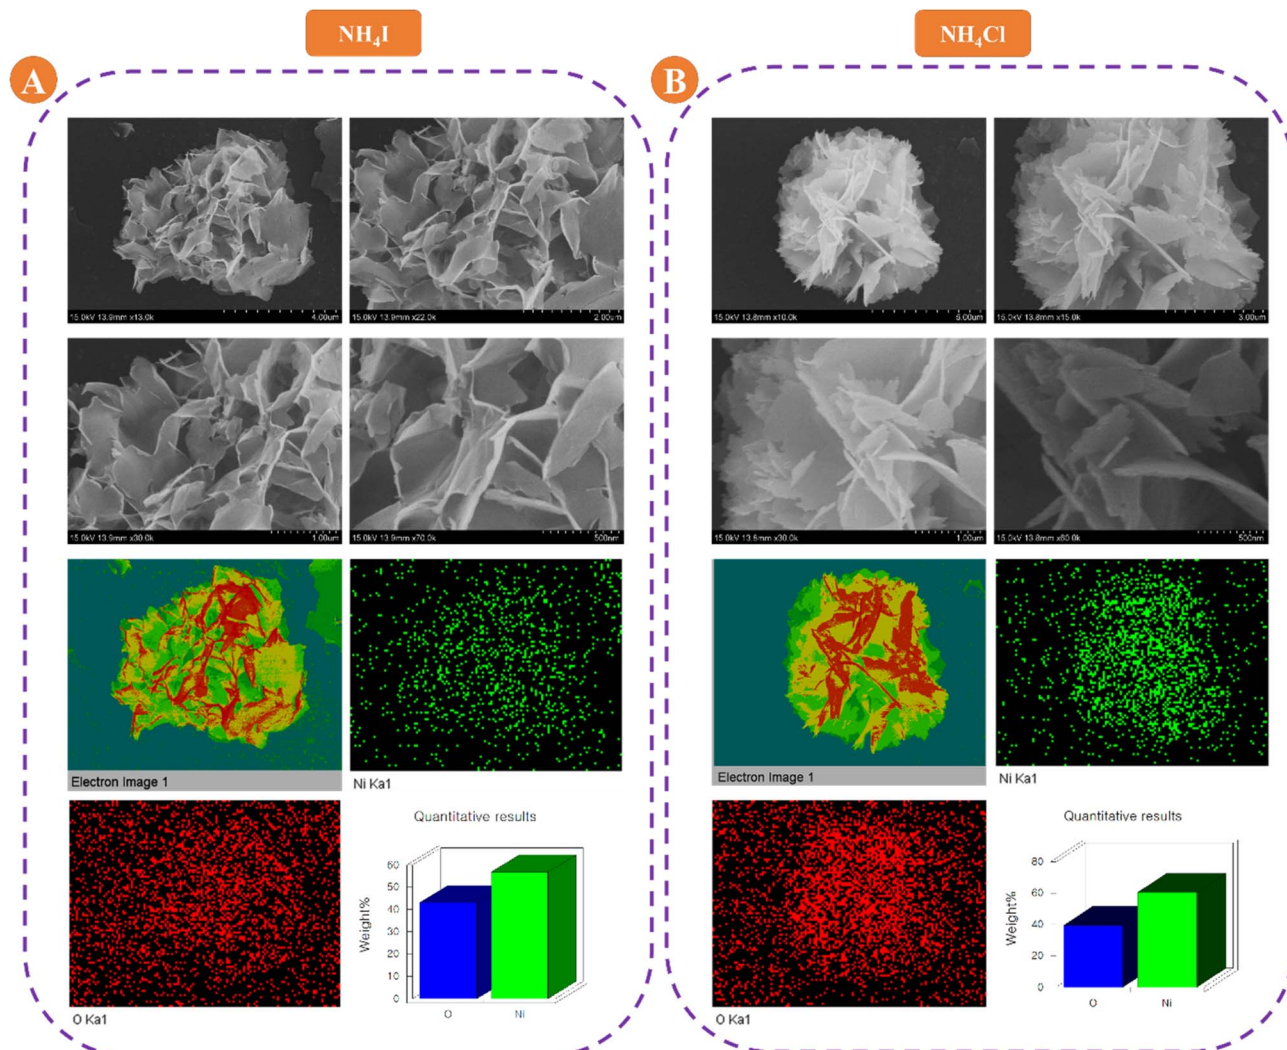 NH₄I
NH₄Cl
A
B
15.0kV 13.9mm x13.0k 4.00um
15.0kV 13.9mm x22.0k 2.00um
15.0kV 13.8mm x10.0k 5.00um
15.0kV 13.8mm x15.0k 3.00um
15.0kV 13.9mm x30.0k 1.00um
15.0kV 13.9mm x70.0k 500nm
15.0kV 13.8mm x30.0k 1.00um
15.0kV 13.8mm x60.0k 500nm
Electron Image 1
Ni Ka1
Electron Image 1
Ni Ka1
O Ka1
Quantitative results
Weight%
60
50
40
30
20
10
0
O Ni
O Ka1
Quantitative results
Weight%
80
60
40
20
0
O Ni